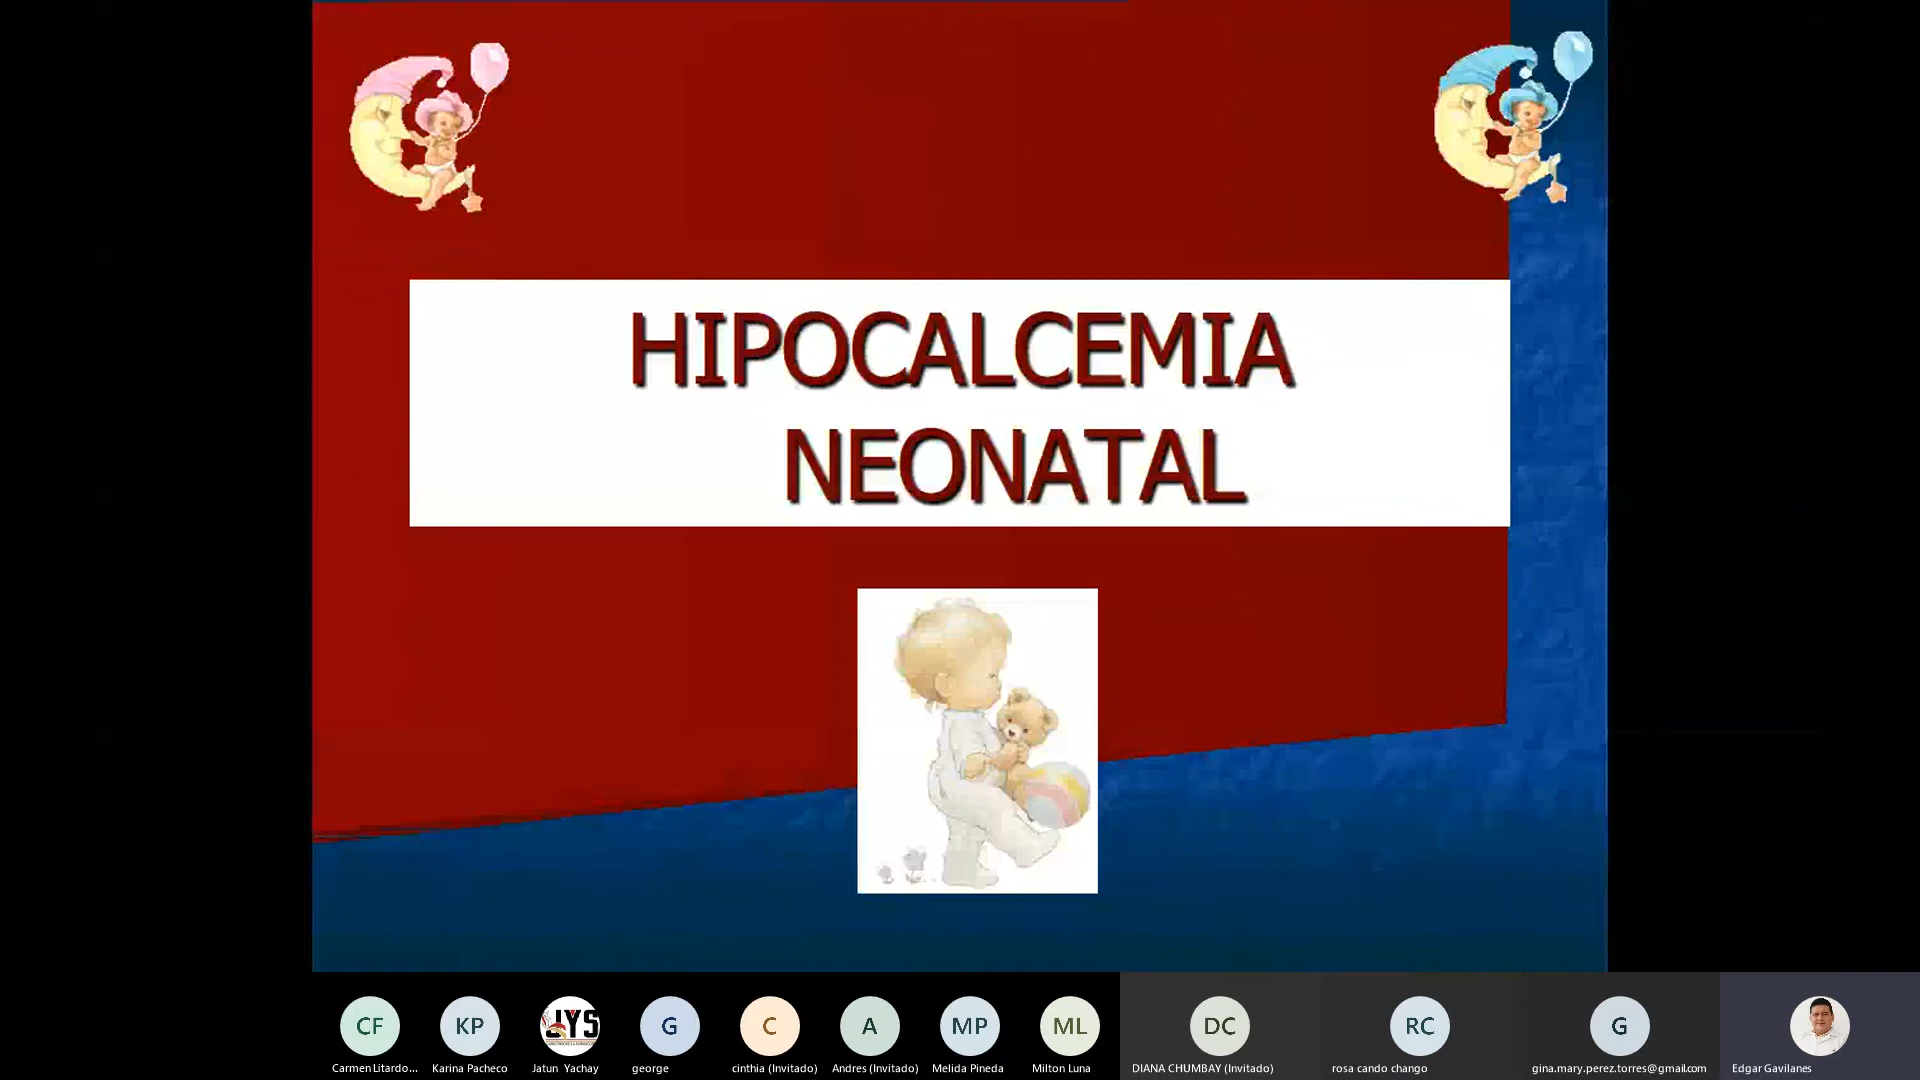 HIPOCALCEMIA
NEONATAL
CF
KP
JYS
G
C
A
MP
ML
DC
RC
G
Carmen Litardo...
Karina Pacheco
Jatun Yachay
george
cinthia (Invitado)
Andres (Invitado)
Melida Pineda
Milton Luna
DIANA CHUMBAY (Invitado)
rosa cando chango
gina.mary.perez.torres@gmail.com
Edgar Gavilanes